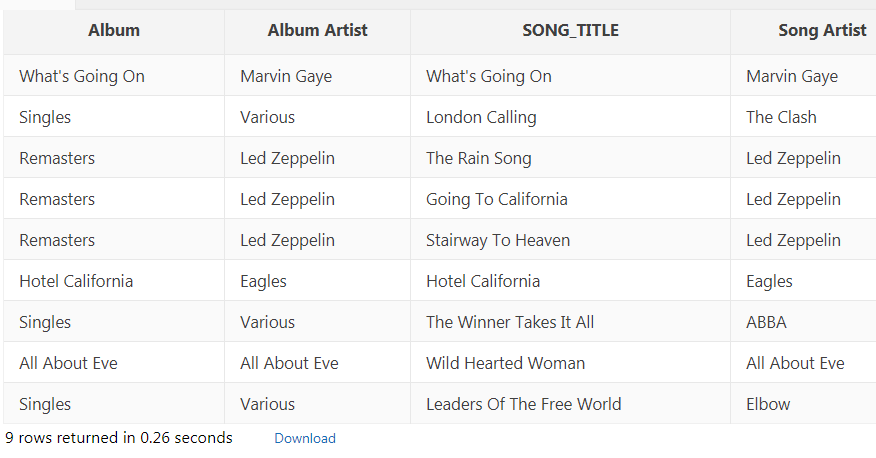 Album Album Artist SONG_TITLE Song Artist
What's Going On Marvin Gaye What's Going On Marvin Gaye
Singles Various London Calling The Clash
Remasters Led Zeppelin The Rain Song Led Zeppelin
Remasters Led Zeppelin Going To California Led Zeppelin
Remasters Led Zeppelin Stairway To Heaven Led Zeppelin
Hotel California Eagles Hotel California Eagles
Singles Various The Winner Takes It All ABBA
All About Eve All About Eve Wild Hearted Woman All About Eve
Singles Various Leaders Of The Free World Elbow
9 rows returned in 0.26 seconds Download